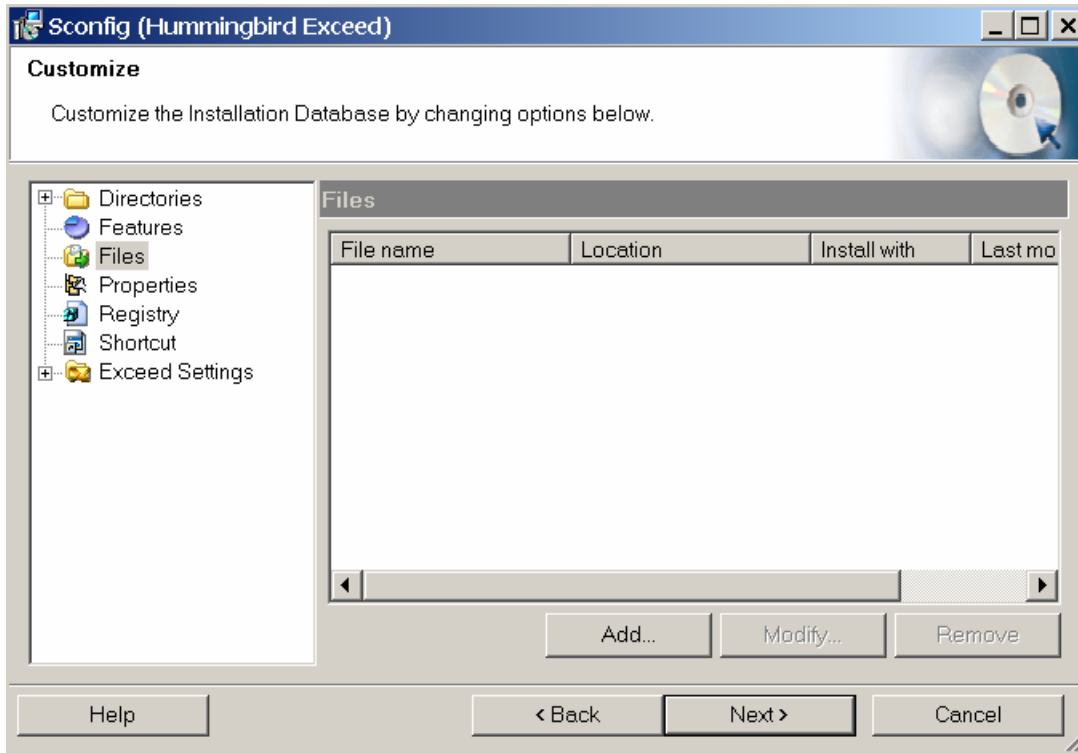 Sconfig (Hummingbird Exceed)
Customize
Customize the Installation Database by changing options below.
Directories
Features
Files
Properties
Registry
Shortcut
Exceed Settings
Files
File name Location Install with Last mo
Add... Modify... Remove
Help < Back Next > Cancel